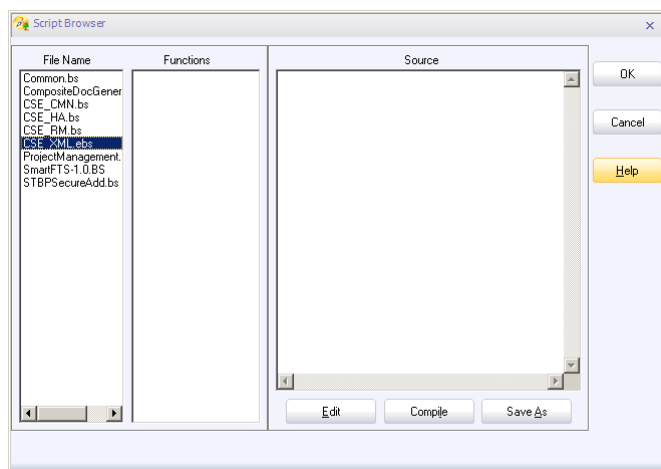 Script Browser
File Name
Functions
Source
Common.bs
CompositeDocGener
CSE_CMN.bs
CSE_HA.bs
CSE_RM.bs
CSE_XML.ebs
ProjectManagement.
SmartFTS-1.0.BS
STBPSecureAdd.bs
OK
Cancel
Help
Edit
Compile
Save As